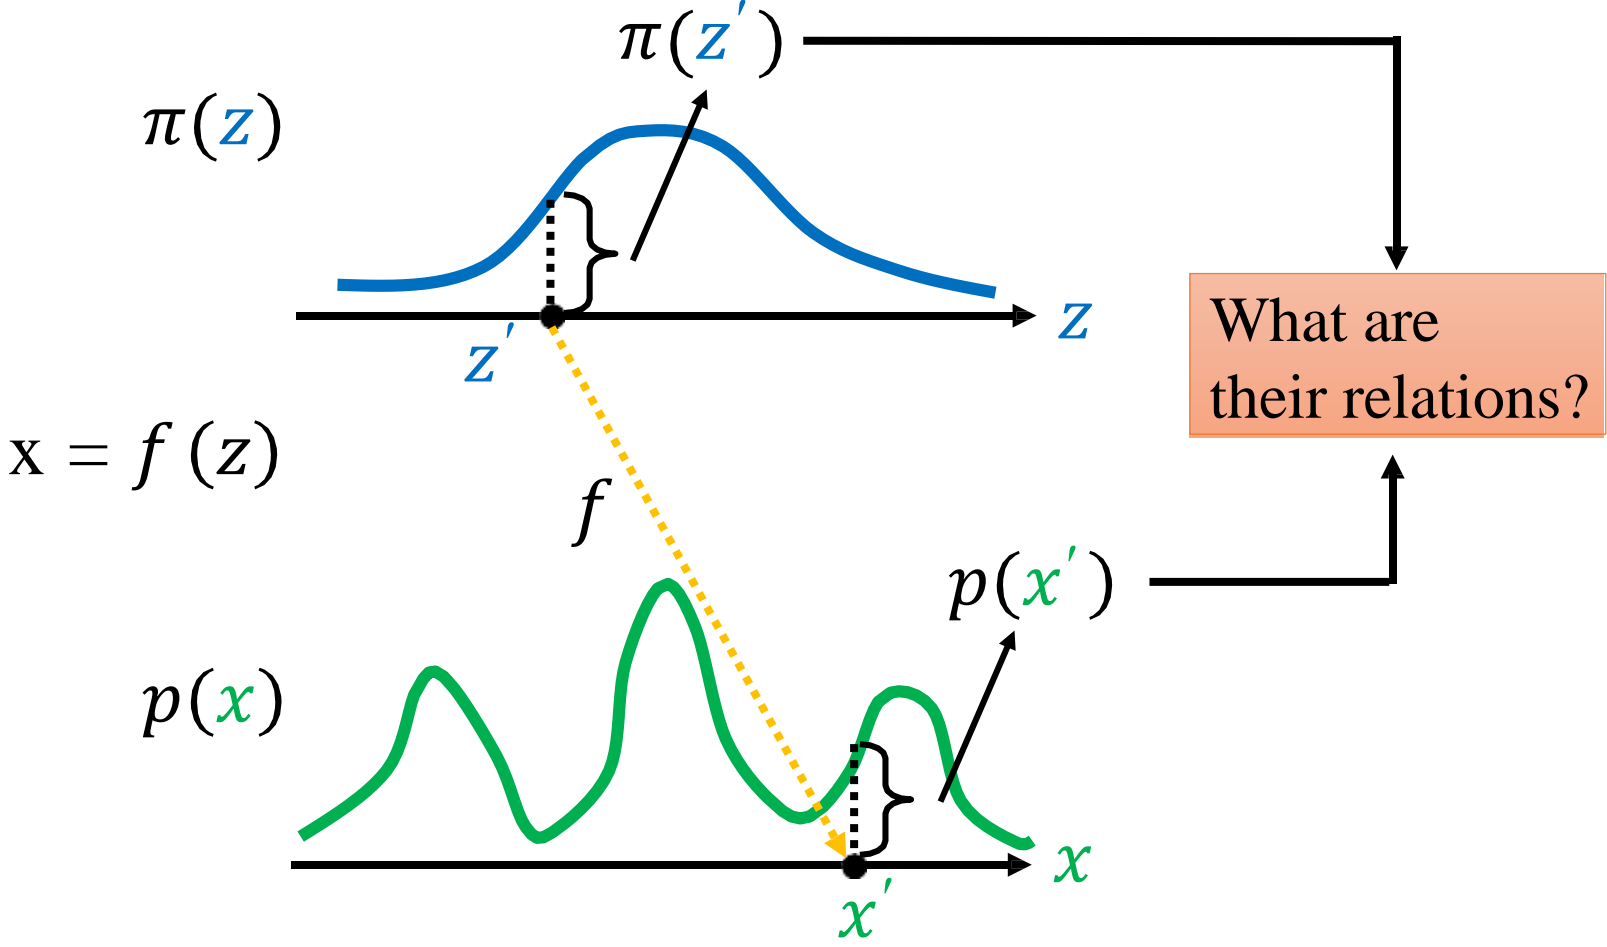 π(z′)
π(z)
z
z′
What are
their relations?
x = f (z)
f
p(x′)
p(x)
x
x′